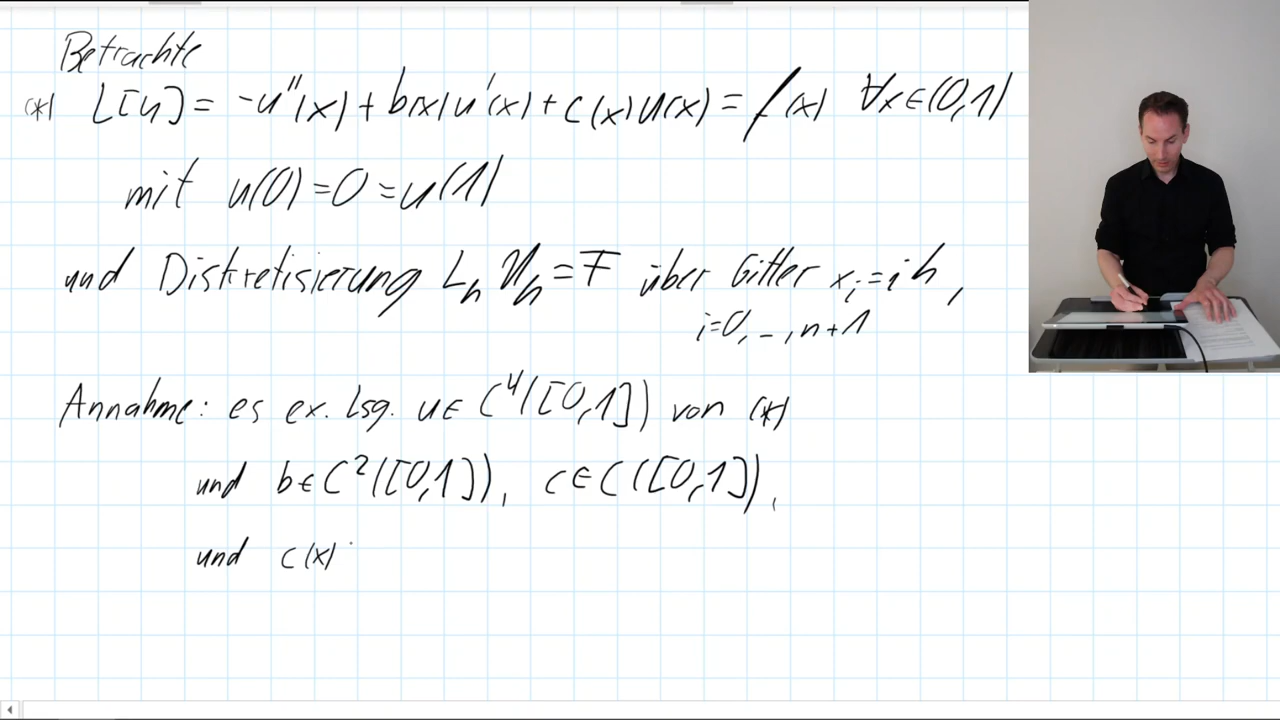 Betrachte
(*) L[u] = -u''(x) + b(x)u'(x) + c(x)u(x) = f(x) ∀x∈(0,1)
mit u(0)=0=u(1)
und Diskretisierung L_h U_h = F über Gitter x_i = ih,
i=0,-,n+1
Annahme: es ex. Lsg. u∈ C^4([0,1]) von (*)
und b∈C^2([0,1]), c∈C([0,1]),
und c(x)